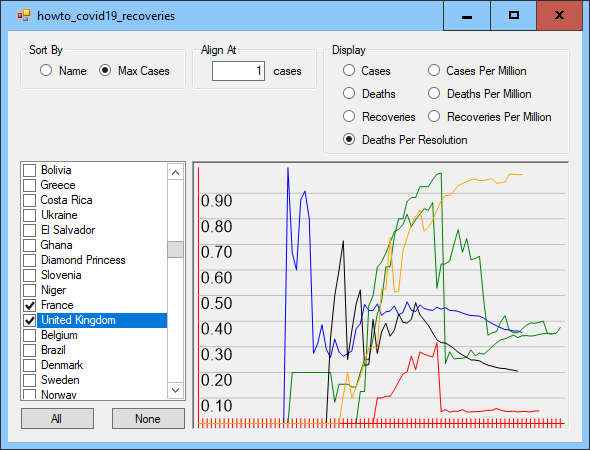 howto_covid19_recoveries
Sort By
Name
Max Cases
Align At
1
cases
Display
Cases
Cases Per Million
Deaths
Deaths Per Million
Recoveries
Recoveries Per Million
Deaths Per Resolution
Bolivia
Greece
Costa Rica
Ukraine
El Salvador
Ghana
Diamond Princess
Slovenia
Niger
France
United Kingdom
Belgium
Brazil
Denmark
Sweden
Norway
All
None
0.90
0.80
0.70
0.60
0.50
0.40
0.30
0.20
0.10